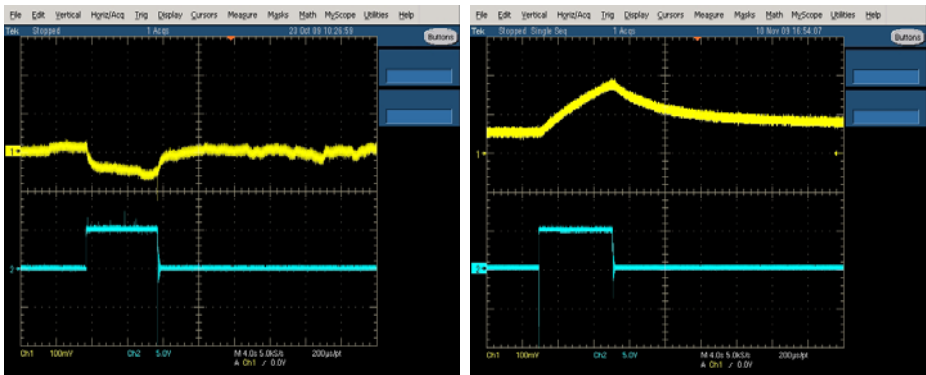 File Edit Vertical Horiz/Acq Trig Display Cursors Measure Masks Math MyScope Utilities Help
Tek Stopped 1 Acqs 23 Oct 09 10:26:59 Buttons
1
2
Ch1 100mV Ch2 5.0V M 4.0s 5.0kS/s 200µs/pt
A Ch1 / 0.0V
File Edit Vertical Horiz/Acq Trig Display Cursors Measure Masks Math MyScope Utilities Help
Tek Stopped Single Seq 1 Acqs 10 Nov 09 16:54:07 Buttons
1
2
Ch1 100mV Ch2 5.0V M 4.0s 5.0kS/s 200µs/pt
A Ch1 / 0.0V